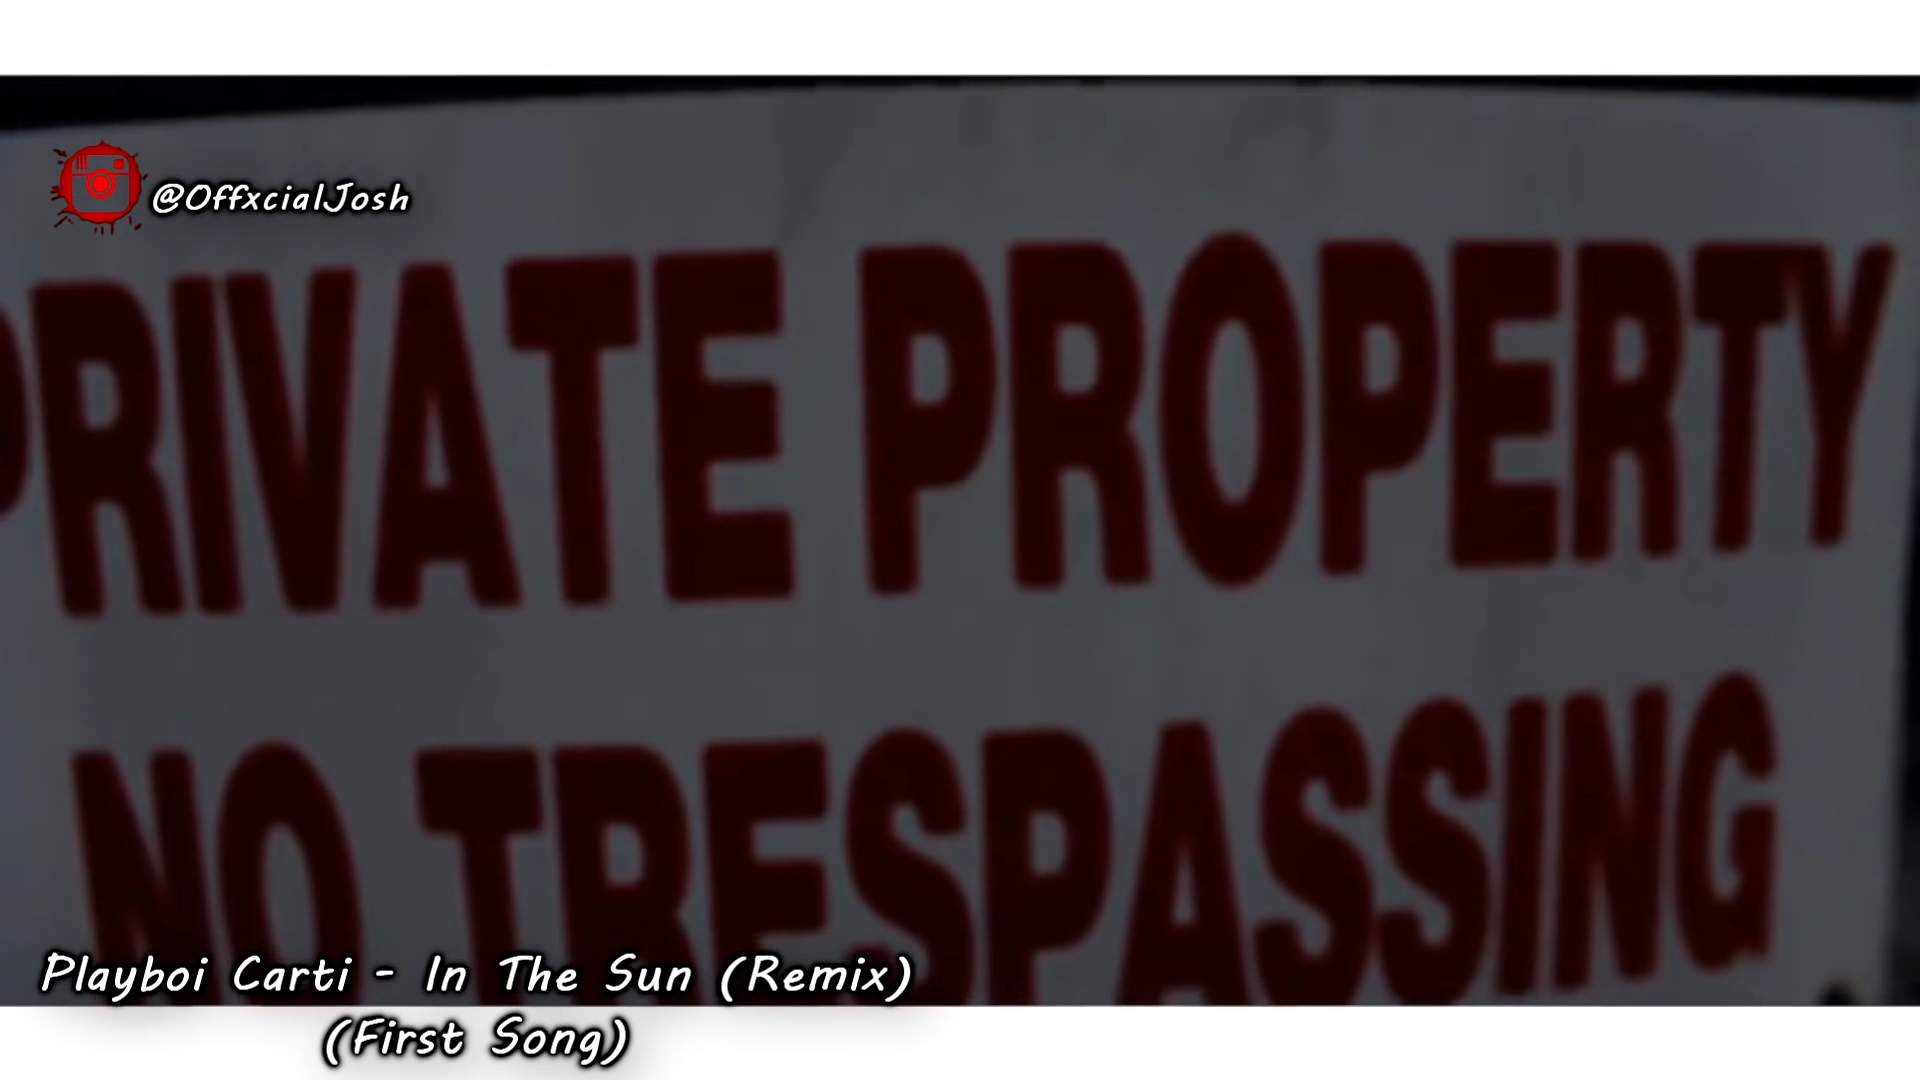 @OffxcialJosh
PRIVATE PROPERTY
NO TRESPASSING
Playboi Carti - In The Sun (Remix)
(First Song)